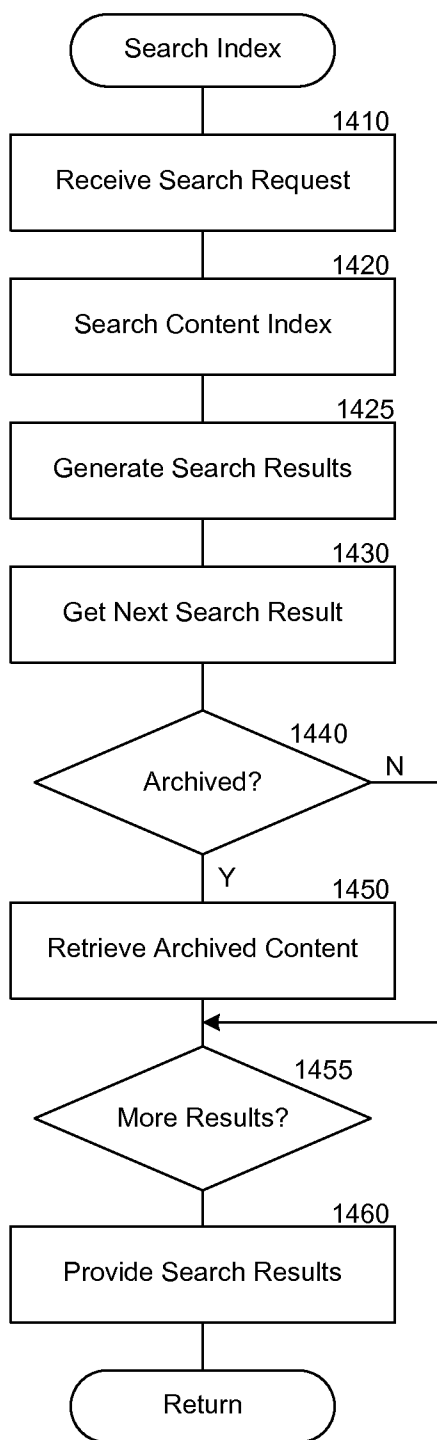 Search Index
1410
Receive Search Request
1420
Search Content Index
1425
Generate Search Results
1430
Get Next Search Result
1440
Archived?
N
Y
1450
Retrieve Archived Content
1455
More Results?
1460
Provide Search Results
Return